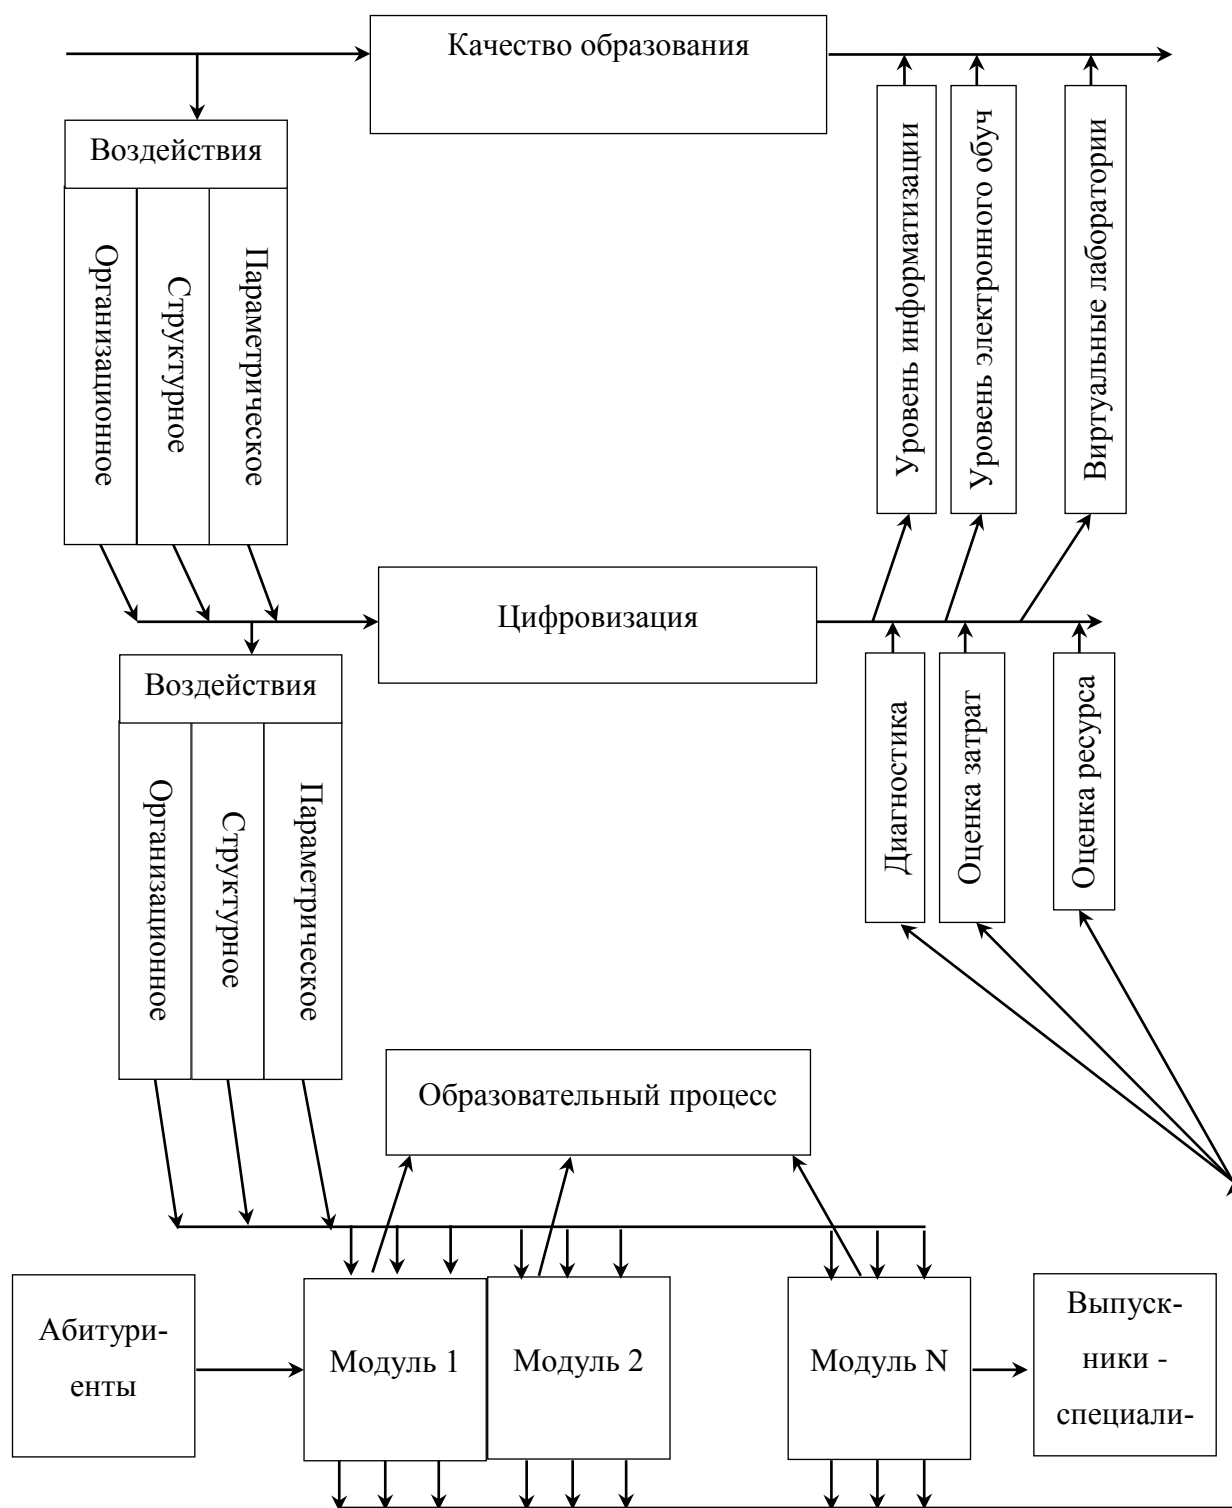 Качество образования
Воздействия
Организационное
Структурное
Параметрическое
Уровень информатизации
Уровень электронного обуч
Виртуальные лаборатории
Цифровизация
Воздействия
Организационное
Структурное
Параметрическое
Диагностика
Оценка затрат
Оценка ресурса
Образовательный процесс
Абитури-
енты
Модуль 1
Модуль 2
Модуль N
Выпуск-
ники -
специали-